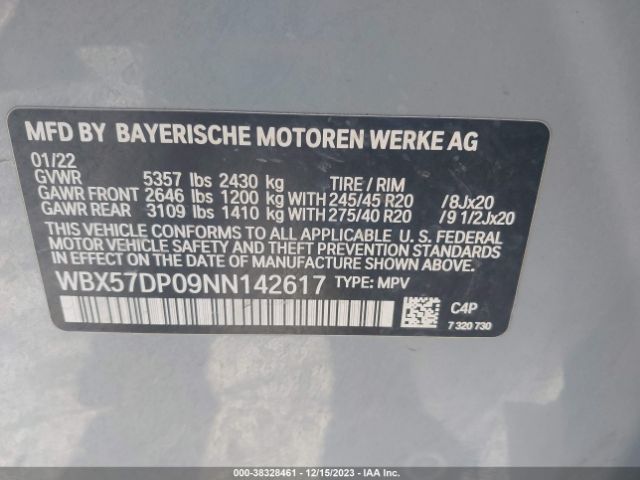 MFD BY BAYERISCHE MOTOREN WERKE AG
01/22
GVWR 5357 lbs 2430 kg TIRE / RIM
GAWR FRONT 2646 lbs 1200 kg WITH 245/45 R20 /8Jx20
GAWR REAR 3109 lbs 1410 kg WITH 275/40 R20 /9 1/2Jx20
THIS VEHICLE CONFORMS TO ALL APPLICABLE U.S. FEDERAL
MOTOR VEHICLE SAFETY AND THEFT PREVENTION STANDARDS
IN EFFECT ON THE DATE OF MANUFACTURE SHOWN ABOVE.
WBX57DP09NN142617 TYPE: MPV
C4P
7 320 730
000-38328461 - 12/15/2023 - IAA Inc.